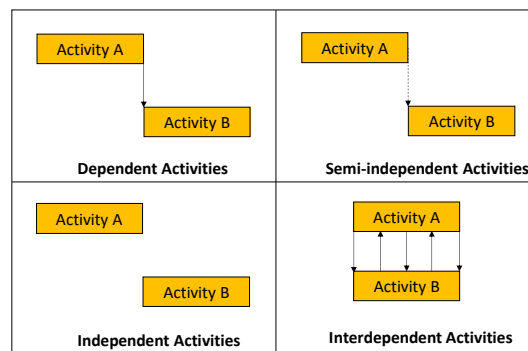 Activity A
Activity B
Dependent Activities
Activity A
Activity B
Semi-independent Activities
Activity A
Activity B
Independent Activities
Activity A
Activity B
Interdependent Activities